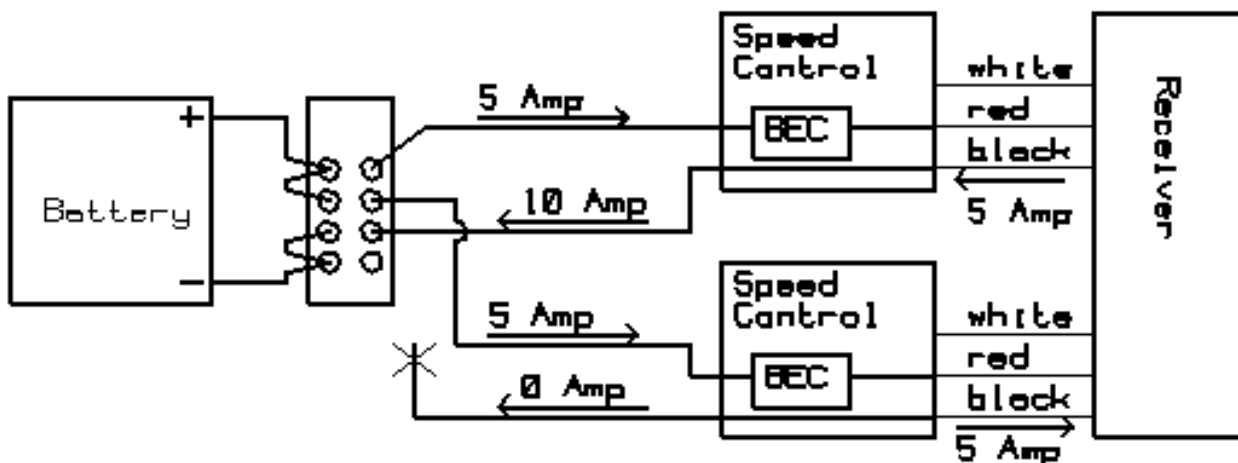 Speed
Control
white
5 Amp
+
BEC
red
black
Battery
10 Amp
5 Amp
Receiver
-
Speed
Control
5 Amp
white
red
BEC
0 Amp
black
5 Amp